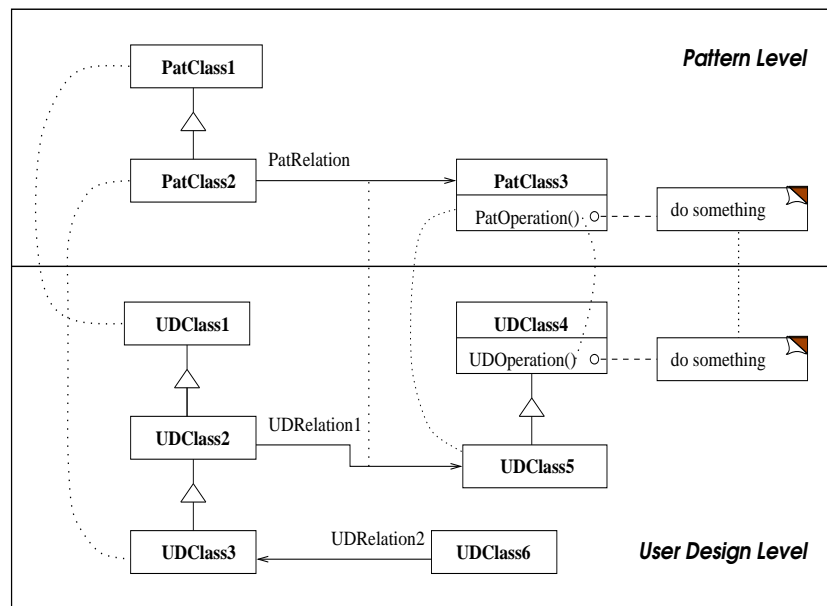 PatClass1
Pattern Level
PatRelation
PatClass2
PatClass3
PatOperation()
do something
UDClass1
UDClass4
UDOperation()
do something
UDRelation1
UDClass2
UDClass5
UDRelation2
UDClass3
UDClass6
User Design Level